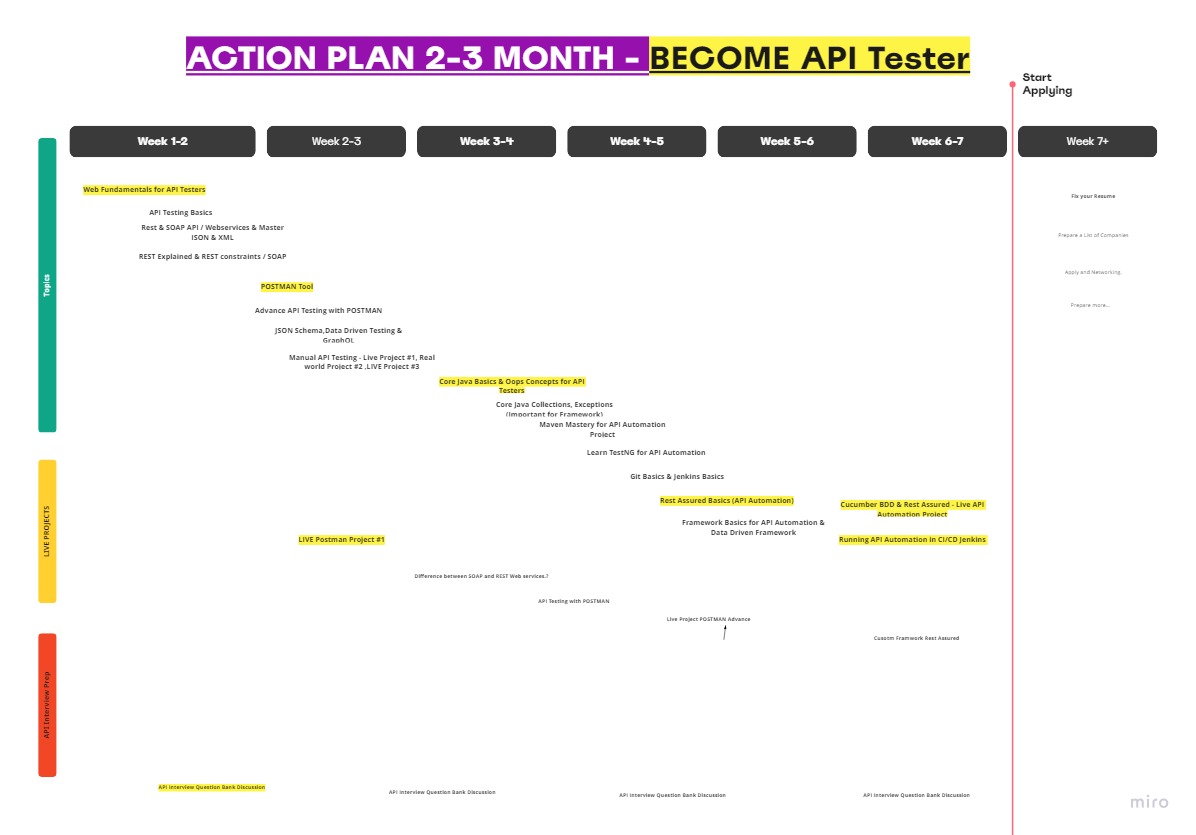 ACTION PLAN 2-3 MONTH - BECOME API Tester
Start
Applying
Week 1-2
Week 2-3
Week 3-4
Week 4-5
Week 5-6
Week 6-7
Week 7+
Topics
Web Fundamentals for API Testers
API Testing Basics
Rest & SOAP API / Webservices & Master
JSON & XML
REST Explained & REST constraints / SOAP
POSTMAN Tool
Advance API Testing with POSTMAN
JSON Schema,Data Driven Testing &
GraphQL
Manual API Testing - Live Project #1, Real
world Project #2 ,LIVE Project #3
Core Java Basics & Oops Concepts for API
Testers
Core Java Collections, Exceptions
(Important for Framework)
Maven Mastery for API Automation
Project
Learn TestNG for API Automation
Git Basics & Jenkins Basics
Rest Assured Basics (API Automation)
Framework Basics for API Automation &
Data Driven Framework
Cucumber BDD & Rest Assured - Live API
Automation Project
Running API Automation in CI/CD Jenkins
Fix your Resume
Prepare a List of Companies
Apply and Networking.
Prepare more...
LIVE PROJECTS
LIVE Postman Project #1
Difference between SOAP and REST Web services.?
API Testing with POSTMAN
Live Project POSTMAN Advance
Cusotm Framwork Rest Assured
API Interview Prep
API Interview Question Bank Discussion
API Interview Question Bank Discussion
API Interview Question Bank Discussion
API Interview Question Bank Discussion
miro